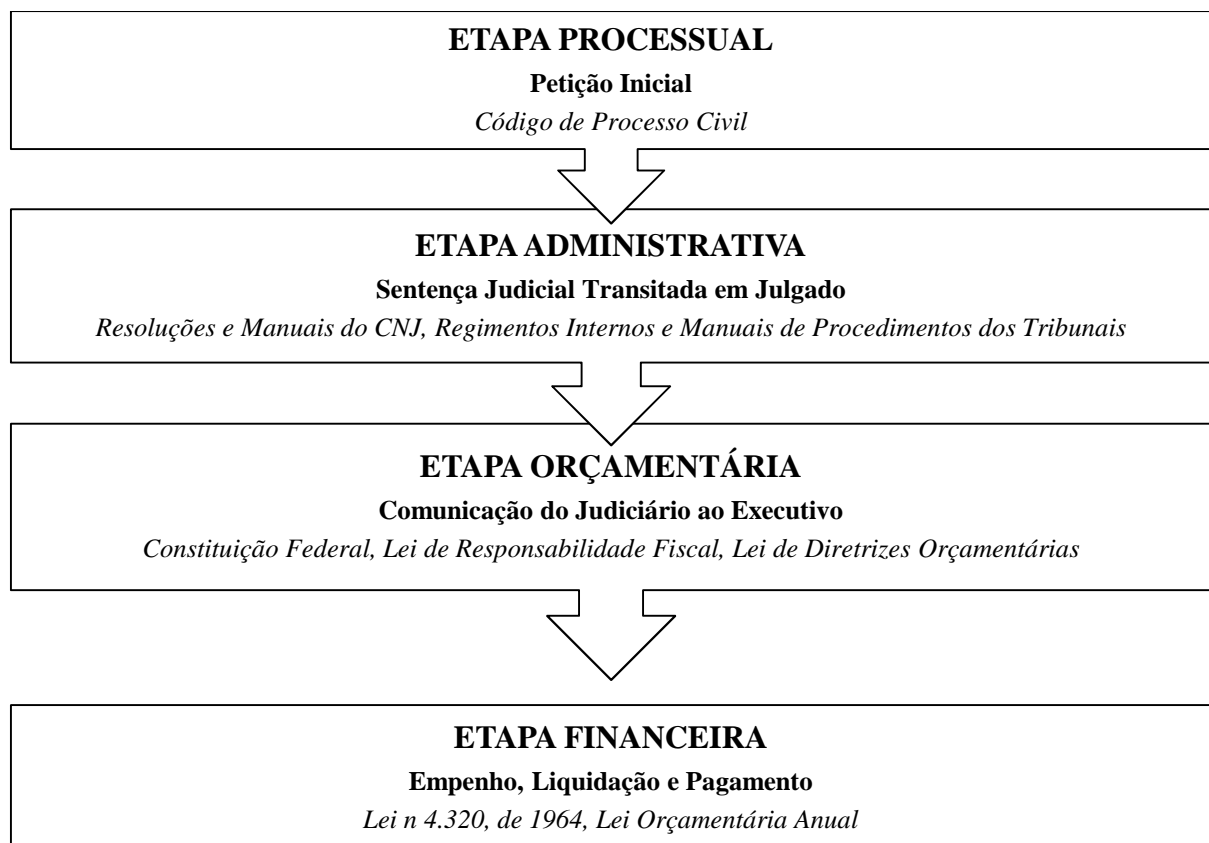 ETAPA PROCESSUAL
Petição Inicial
Código de Processo Civil
ETAPA ADMINISTRATIVA
Sentença Judicial Transitada em Julgado
Resoluções e Manuais do CNJ, Regimentos Internos e Manuais de Procedimentos dos Tribunais
ETAPA ORÇAMENTÁRIA
Comunicação do Judiciário ao Executivo
Constituição Federal, Lei de Responsabilidade Fiscal, Lei de Diretrizes Orçamentárias
ETAPA FINANCEIRA
Empenho, Liquidação e Pagamento
Lei n 4.320, de 1964, Lei Orçamentária Anual